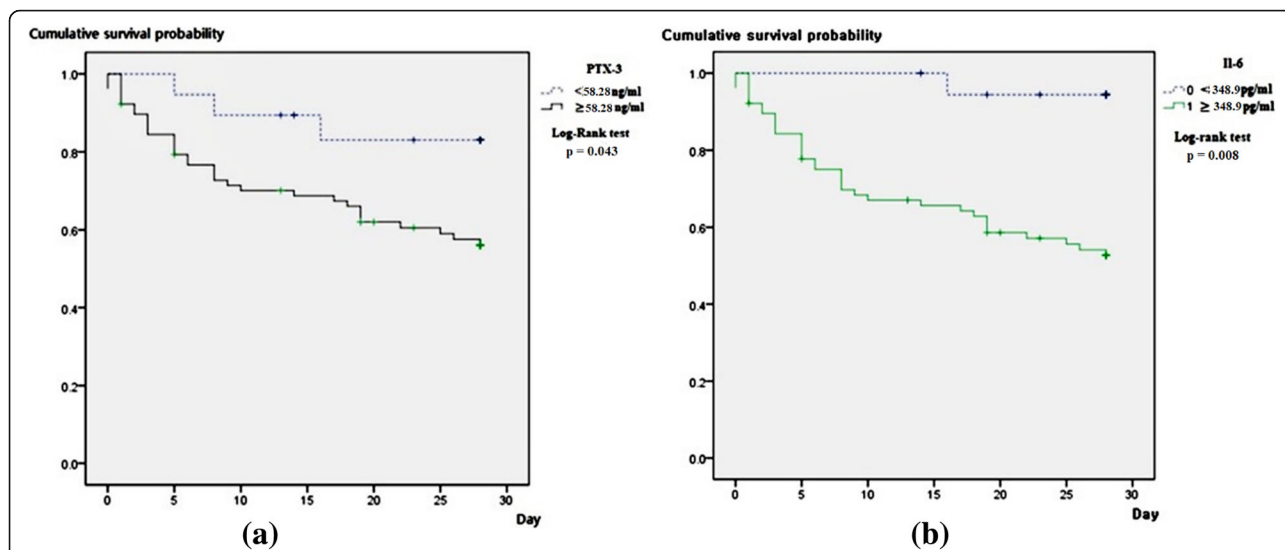 Cumulative survival probability
PTX-3
<58.28ng/ml
≥58.28ng/ml
Log-Rank test
p = 0.043
1.0
0.8
0.6
0.4
0.2
0.0
0 5 10 15 20 25 30
Day
(a)
Cumulative survival probability
Il-6
0 <348.9pg/ml
1 ≥ 348.9pg/ml
Log-rank test
p = 0.008
1.0
0.8
0.6
0.4
0.2
0.0
0 5 10 15 20 25 30
Day
(b)